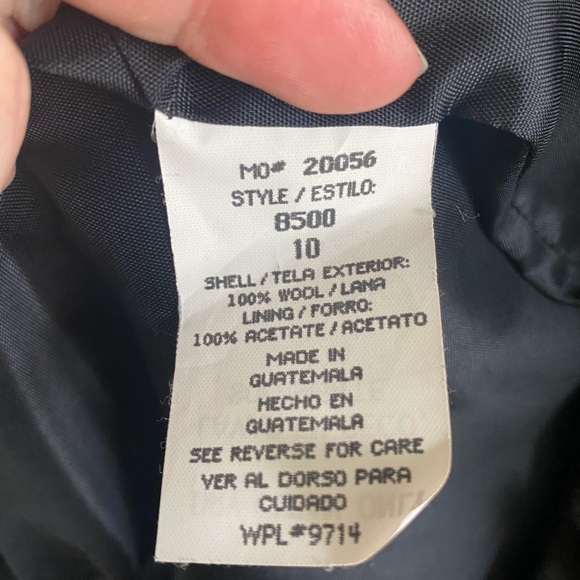 MO# 20056
STYLE / ESTILO:
8500
10
SHELL / TELA EXTERIOR:
100% WOOL / LANA
LINING / FORRO:
100% ACETATE / ACETATO
MADE IN
GUATEMALA
HECHO EN
GUATEMALA
SEE REVERSE FOR CARE
VER AL DORSO PARA
CUIDADO
WPL#9714